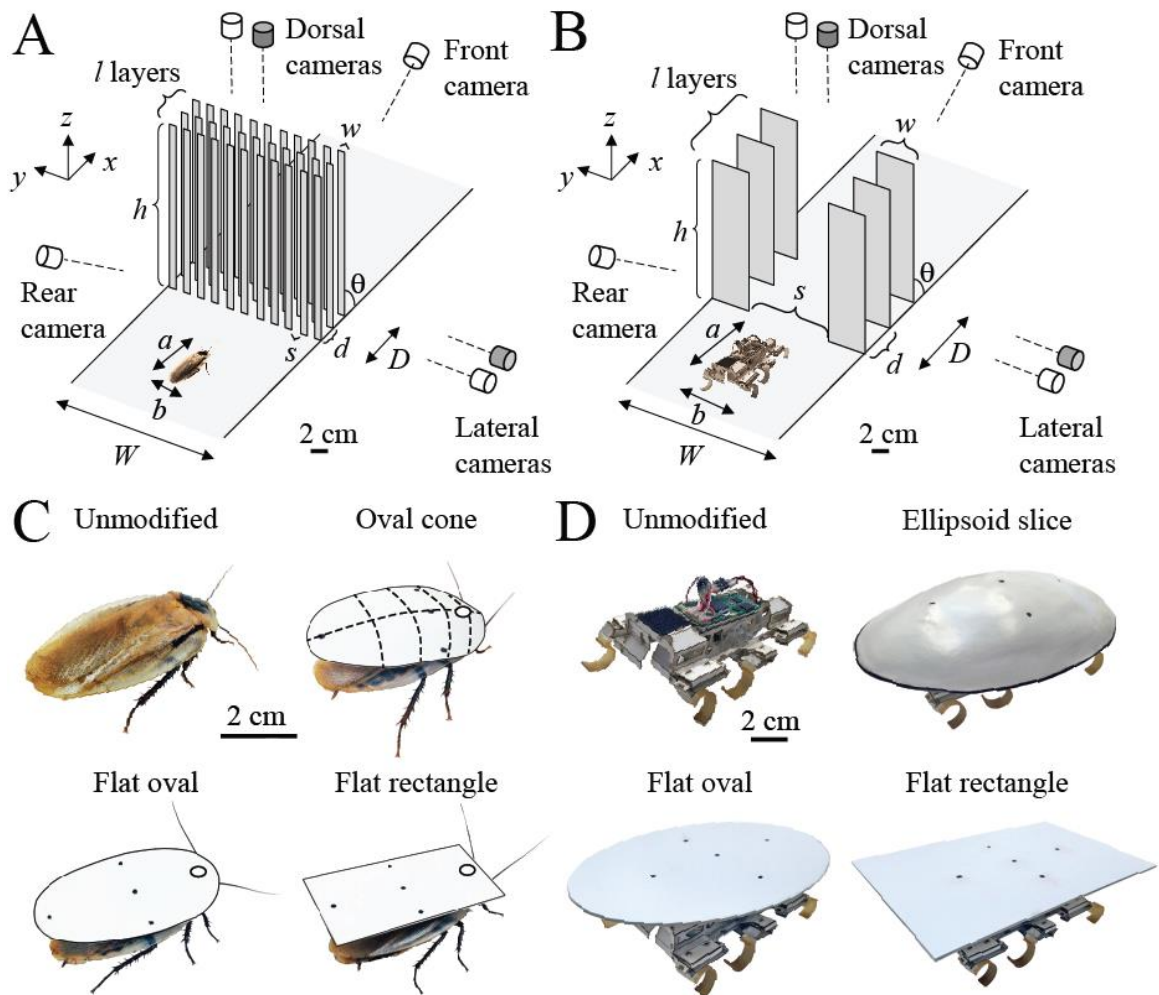 A
Dorsal
cameras
Front
camera
l layers
w
z
x
y
h
Rear
camera
θ
a
s
d
D
b
W
2 cm
Lateral
cameras
B
Dorsal
cameras
Front
camera
l layers
w
z
x
y
h
Rear
camera
θ
s
a
d
D
b
W
2 cm
Lateral
cameras
C
Unmodified
Oval cone
2 cm
Flat oval
Flat rectangle
D
Unmodified
Ellipsoid slice
2 cm
Flat oval
Flat rectangle